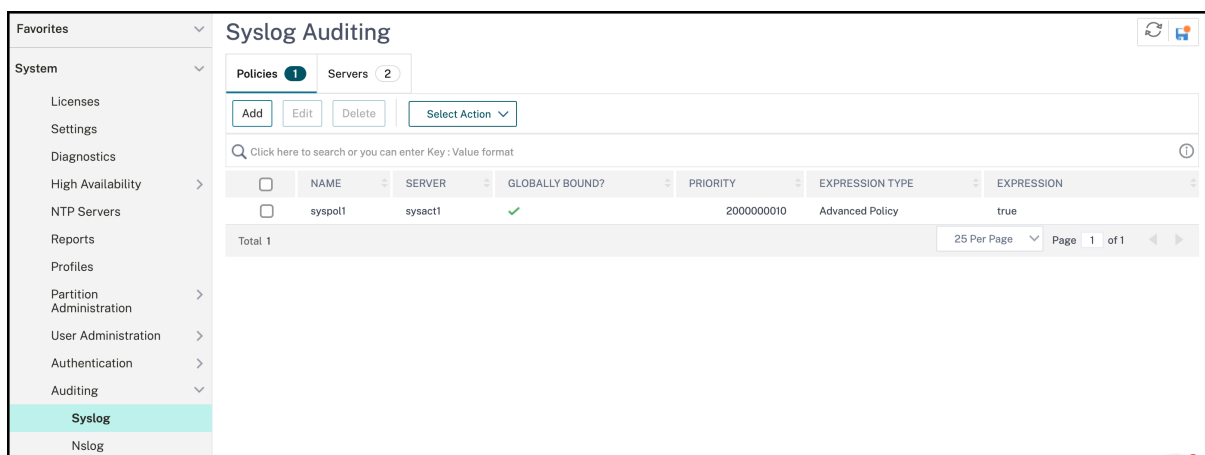 Favorites
Syslog Auditing
System
Policies 1 Servers 2
Licenses
Add Edit Delete Select Action
Settings
Diagnostics
Click here to search or you can enter Key : Value format
High Availability
NAME SERVER GLOBALLY BOUND? PRIORITY EXPRESSION TYPE EXPRESSION
NTP Servers
syspol1 sysact1 2000000010 Advanced Policy true
Reports
Total 1 25 Per Page Page 1 of 1
Profiles
Partition
Administration
User Administration
Authentication
Auditing
Syslog
Nslog